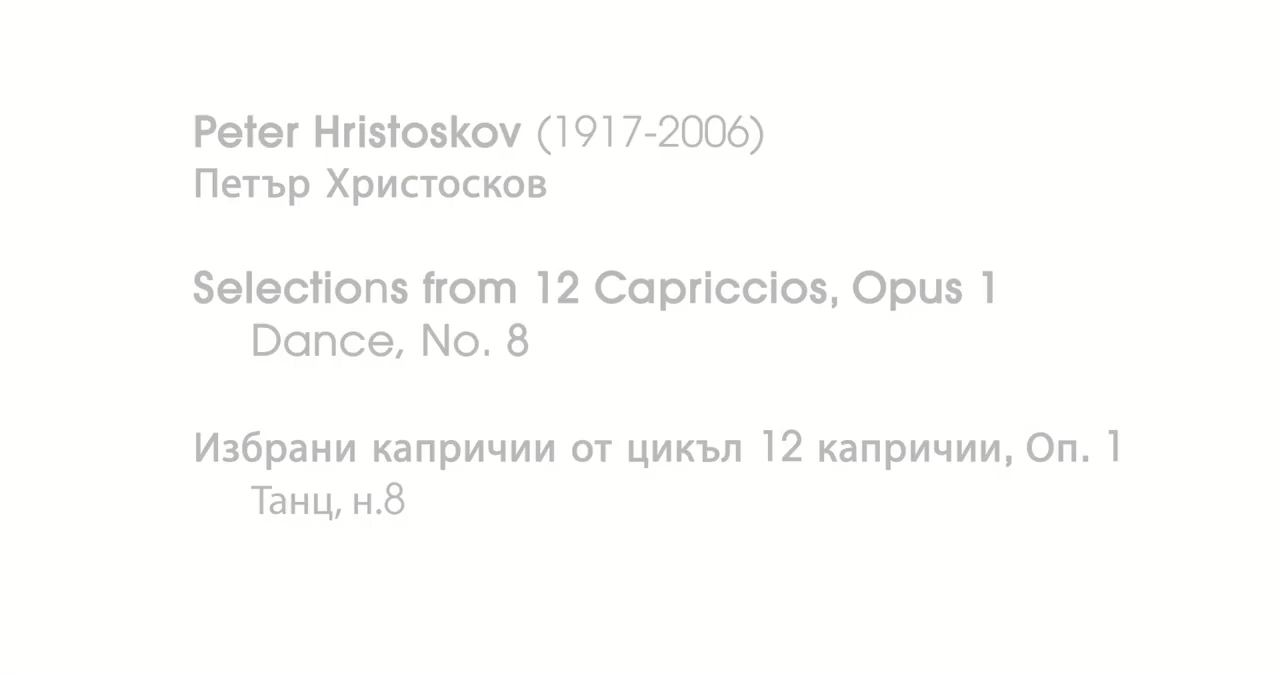 Peter Hristoskov (1917-2006)
Петър Христосков
Selections from 12 Capriccios, Opus 1
Dance, No. 8
Избрани капричии от цикъл 12 капричии, Оп. 1
Танц, н.8